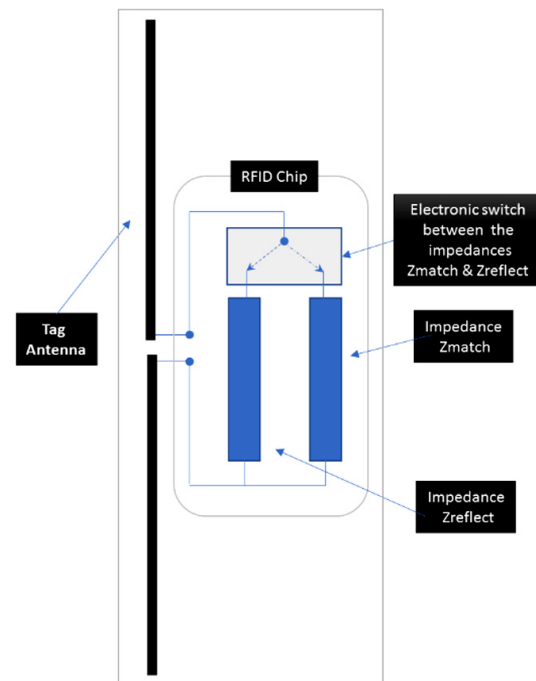 RFID Chip
Electronic switch
between the
impedances
Zmatch & Zreflect
Tag
Antenna
Impedance
Zmatch
Impedance
Zreflect